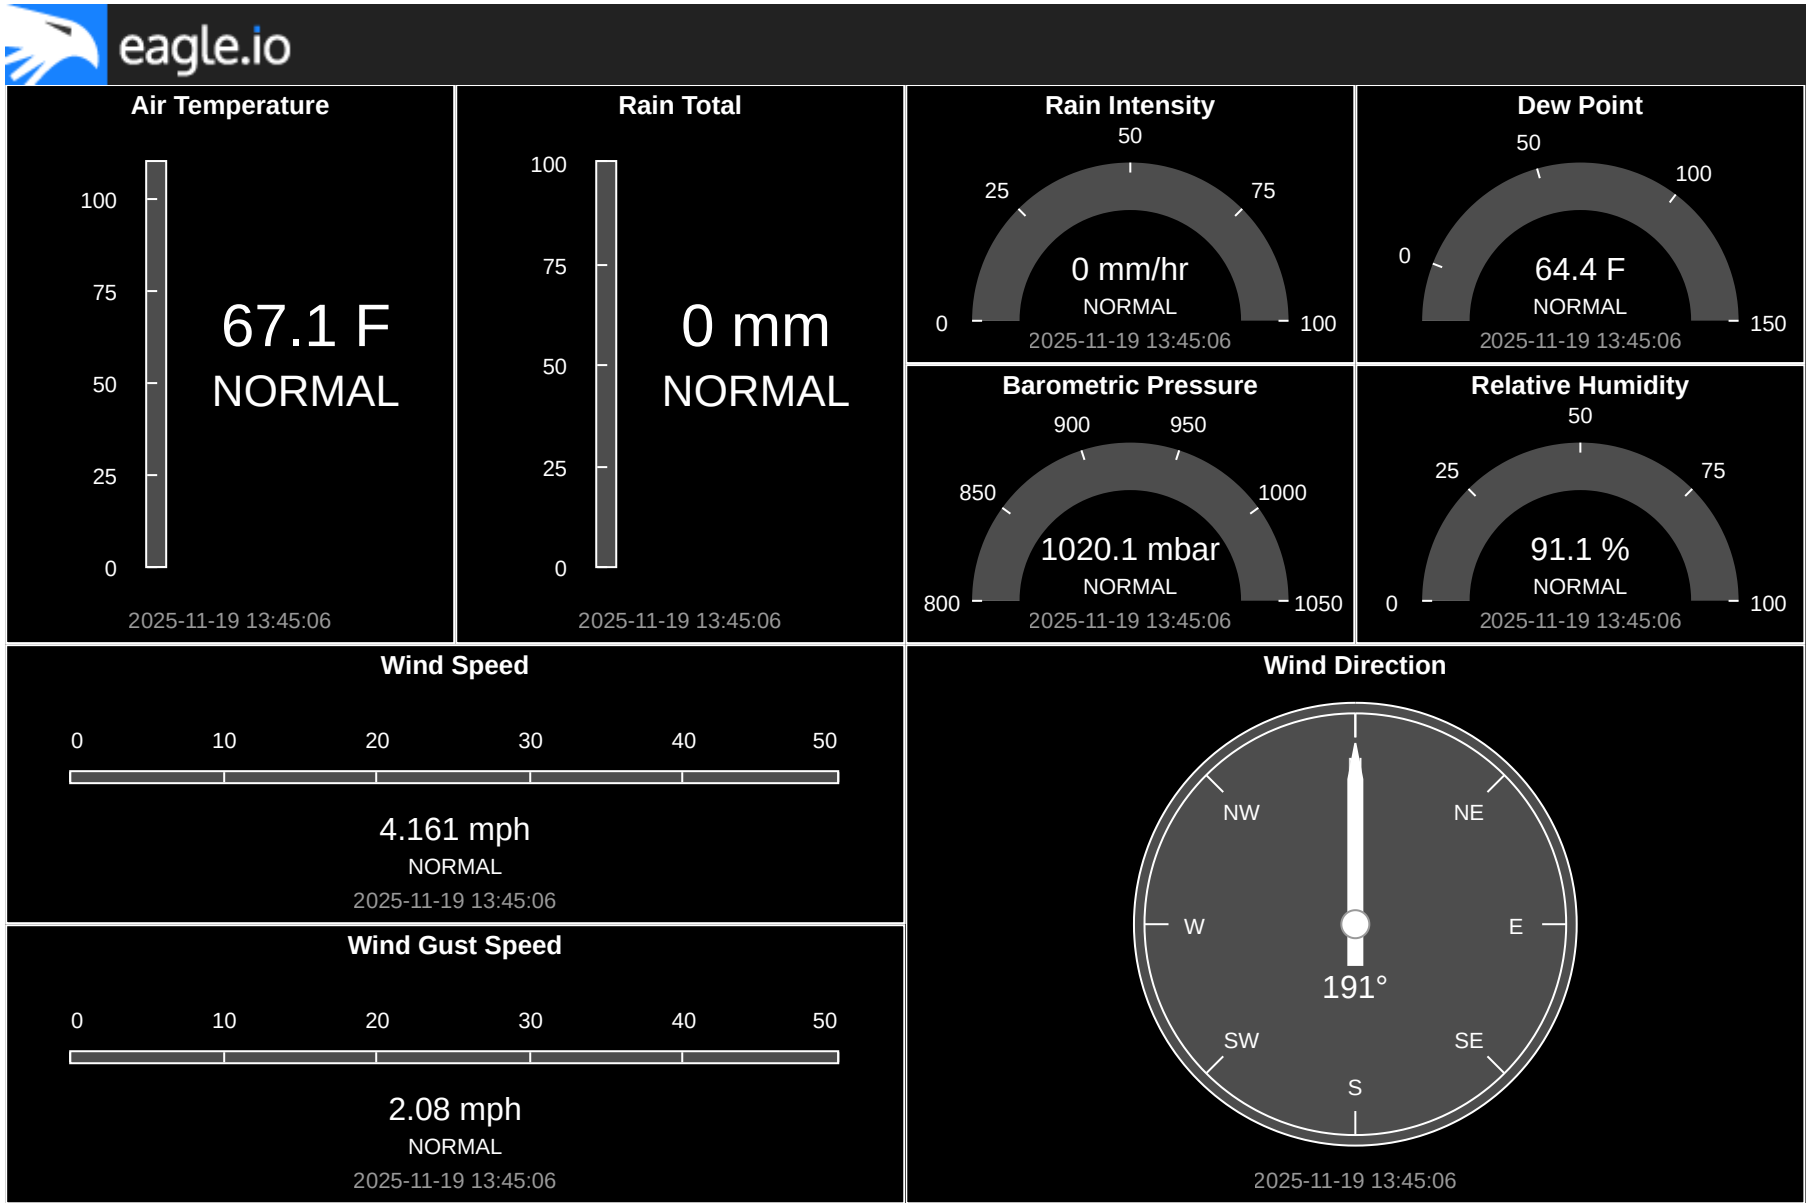 eagle.io
Air Temperature
100
75
50
25
0
67.1 F
NORMAL
2025-11-19 13:45:06
Rain Total
100
75
50
25
0
0 mm
NORMAL
2025-11-19 13:45:06
Rain Intensity
50
25
75
0
100
0 mm/hr
NORMAL
2025-11-19 13:45:06
Dew Point
50
100
0
150
64.4 F
NORMAL
2025-11-19 13:45:06
Barometric Pressure
900
950
850
1000
800
1050
1020.1 mbar
NORMAL
2025-11-19 13:45:06
Relative Humidity
50
25
75
0
100
91.1 %
NORMAL
2025-11-19 13:45:06
Wind Speed
0 10 20 30 40 50
4.161 mph
NORMAL
2025-11-19 13:45:06
Wind Gust Speed
0 10 20 30 40 50
2.08 mph
NORMAL
2025-11-19 13:45:06
Wind Direction
NW
NE
W
E
191°
SW
SE
S
2025-11-19 13:45:06